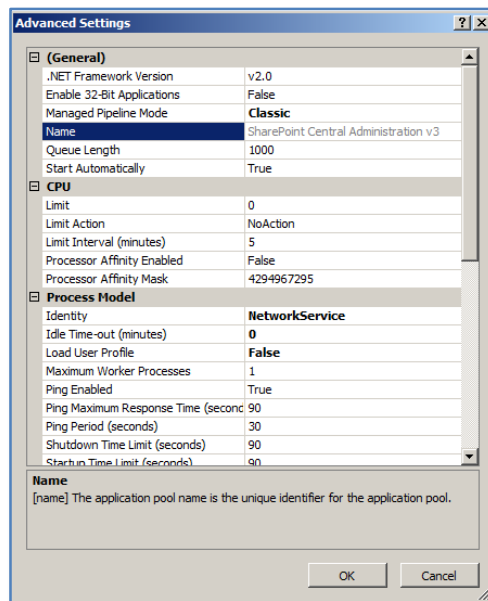 Advanced Settings
(General)
.NET Framework Version v2.0
Enable 32-Bit Applications False
Managed Pipeline Mode Classic
Name SharePoint Central Administration v3
Queue Length 1000
Start Automatically True
CPU
Limit 0
Limit Action NoAction
Limit Interval (minutes) 5
Processor Affinity Enabled False
Processor Affinity Mask 4294967295
Process Model
Identity NetworkService
Idle Time-out (minutes) 0
Load User Profile False
Maximum Worker Processes 1
Ping Enabled True
Ping Maximum Response Time (second 90
Ping Period (seconds) 30
Shutdown Time Limit (seconds) 90
Startup Time Limit (seconds) 90
Name
[name] The application pool name is the unique identifier for the application pool.
OK Cancel